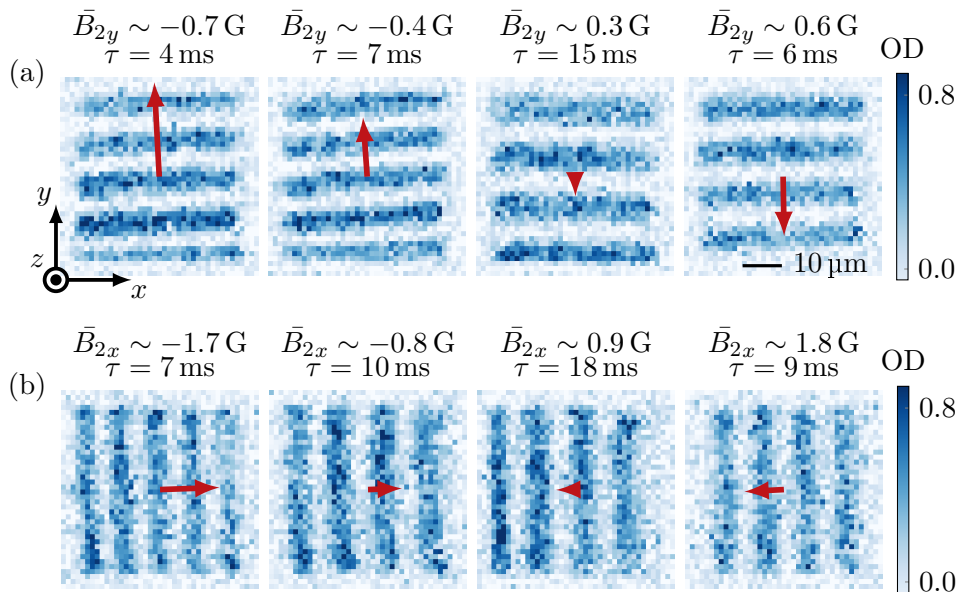 B̄₂y ∼ −0.7 G B̄₂y ∼ −0.4 G B̄₂y ∼ 0.3 G B̄₂y ∼ 0.6 G
τ = 4 ms τ = 7 ms τ = 15 ms τ = 6 ms OD
(a)
0.8
y
z
x
10 µm
0.0
B̄₂ₓ ∼ −1.7 G B̄₂ₓ ∼ −0.8 G B̄₂ₓ ∼ 0.9 G B̄₂ₓ ∼ 1.8 G
τ = 7 ms τ = 10 ms τ = 18 ms τ = 9 ms OD
(b)
0.8
0.0